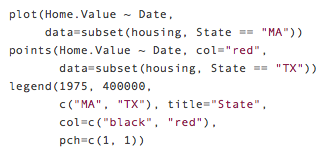 plot(Home.Value ~ Date,
     data=subset(housing, State == "MA"))
points(Home.Value ~ Date, col="red",
       data=subset(housing, State == "TX"))
legend(1975, 400000,
       c("MA", "TX"), title="State",
       col=c("black", "red"),
       pch=c(1, 1))